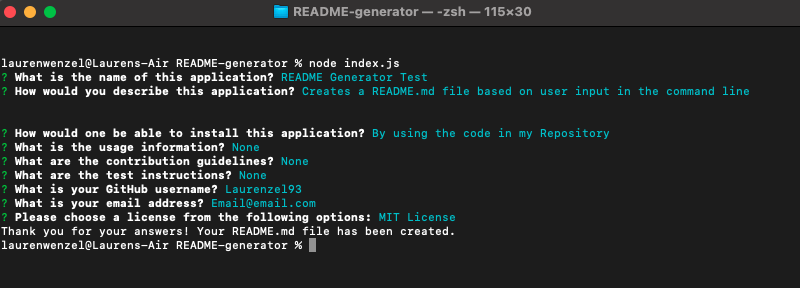 README-generator — -zsh — 115×30
laurenwenzel@Laurens-Air README-generator % node index.js
? What is the name of this application? README Generator Test
? How would you describe this application? Creates a README.md file based on user input in the command line
? How would one be able to install this application? By using the code in my Repository
? What is the usage information? None
? What are the contribution guidelines? None
? What are the test instructions? None
? What is your GitHub username? Laurenzel93
? What is your email address? Email@email.com
? Please choose a license from the following options: MIT License
Thank you for your answers! Your README.md file has been created.
laurenwenzel@Laurens-Air README-generator %